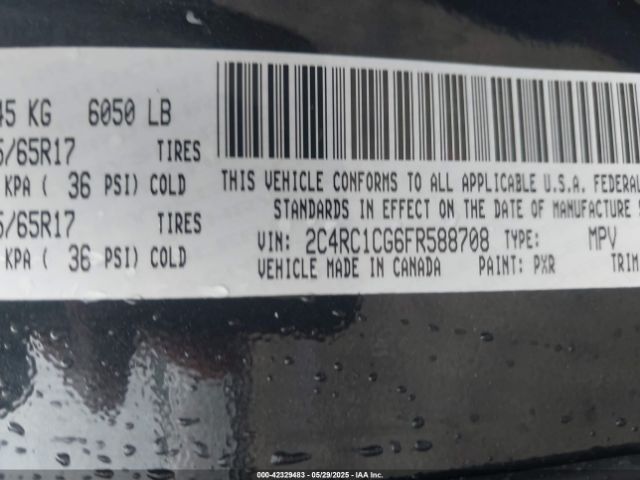 45 KG 6050 LB
5/65R17 TIRES
KPA ( 36 PSI) COLD
5/65R17 TIRES
KPA ( 36 PSI) COLD
THIS VEHICLE CONFORMS TO ALL APPLICABLE U.S.A. FEDERAL
STANDARDS IN EFFECT ON THE DATE OF MANUFACTURE
VIN: 2C4RC1CG6FR588708 TYPE: MPV
VEHICLE MADE IN CANADA PAINT: PXR TRIM
000-42329483 - 05/29/2025 - IAAI.COM